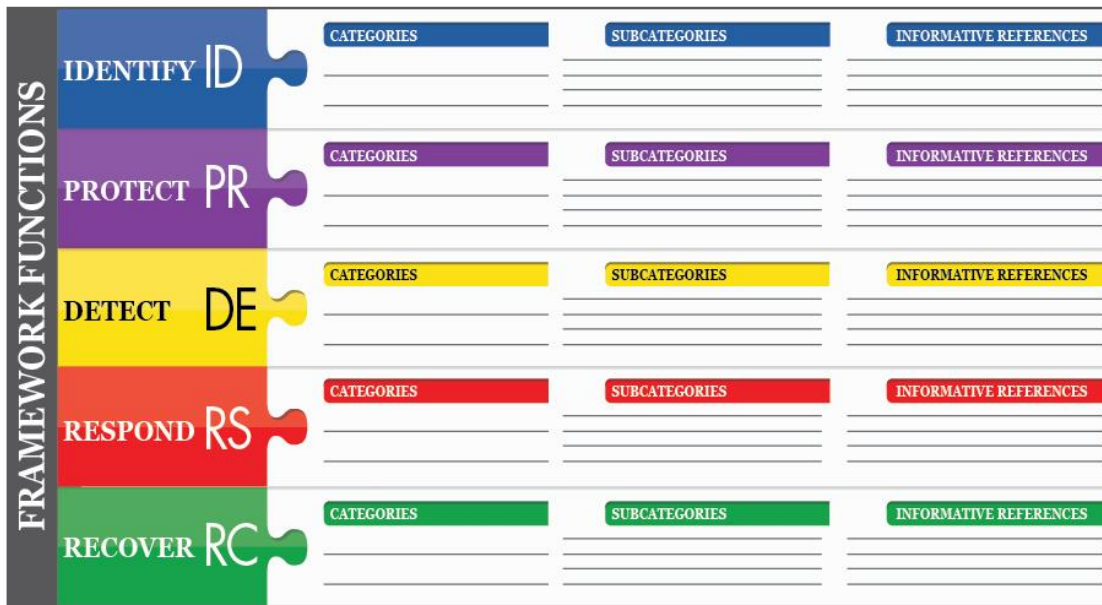 FRAMEWORK FUNCTIONS
IDENTIFY ID
CATEGORIES
SUBCATEGORIES
INFORMATIVE REFERENCES
PROTECT PR
CATEGORIES
SUBCATEGORIES
INFORMATIVE REFERENCES
DETECT DE
CATEGORIES
SUBCATEGORIES
INFORMATIVE REFERENCES
RESPOND RS
CATEGORIES
SUBCATEGORIES
INFORMATIVE REFERENCES
RECOVER RC
CATEGORIES
SUBCATEGORIES
INFORMATIVE REFERENCES